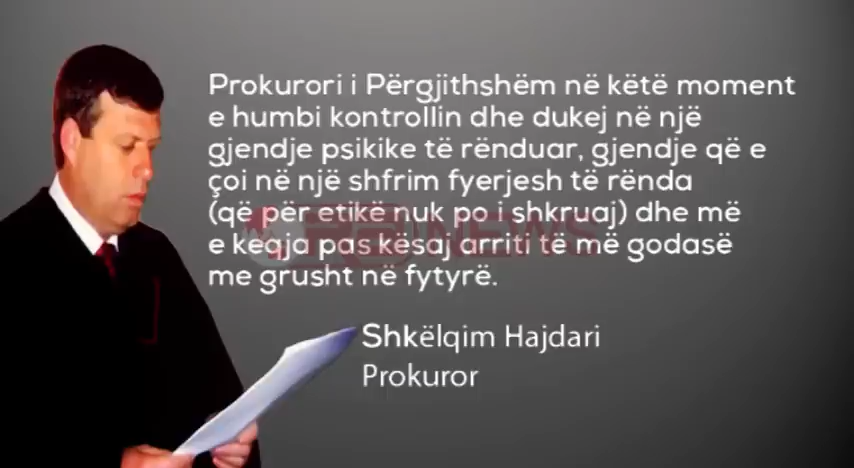 Prokurori i Përgjithshëm në këtë moment
e humbi kontrollin dhe dukej në një
gjendje psikike të rënduar, gjendje që e
çoi në një shfrim fyerjesh të rënda
(që për etikë nuk po i shkruaj) dhe më
e keqja pas kësaj arriti të më godasë
me grusht në fytyrë.
Shkëlqim Hajdari
Prokuror
NEWS